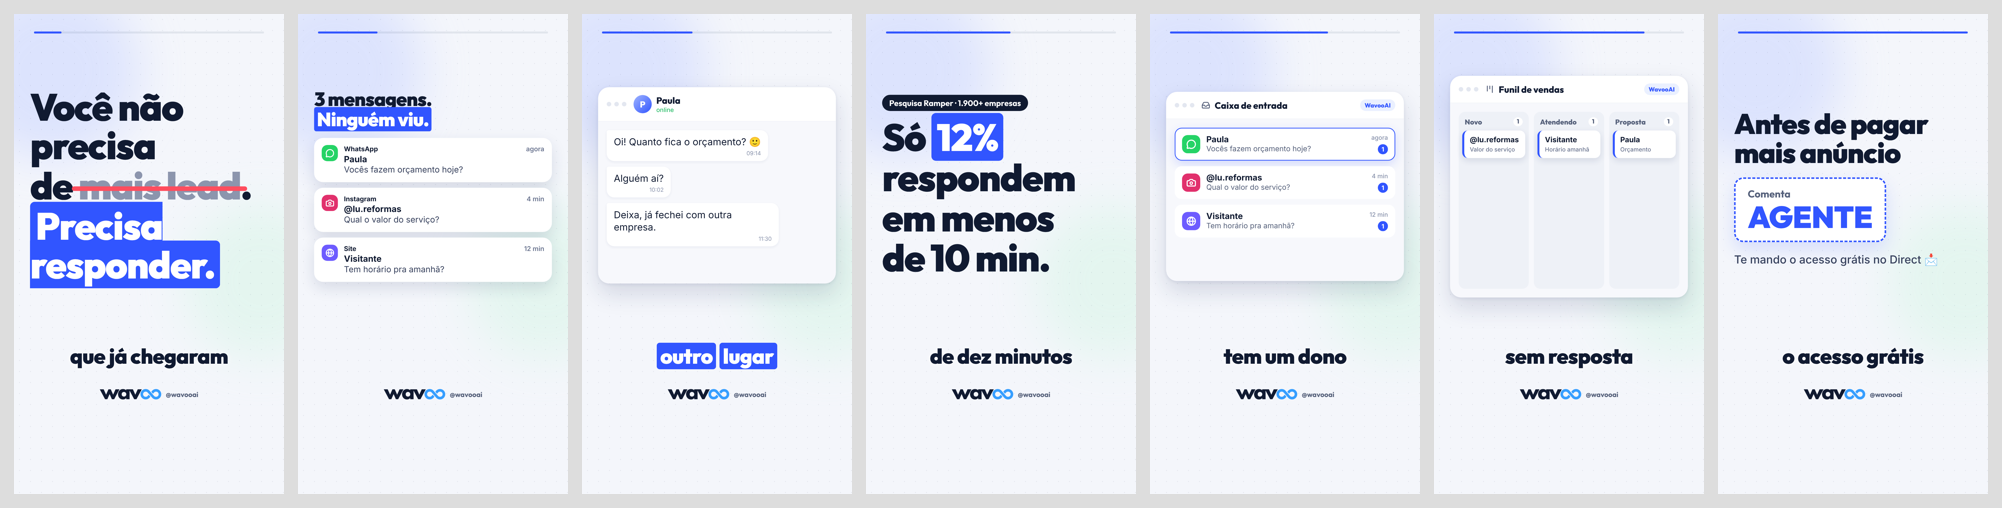 Você não
precisa
de mais lead.
Precisa
responder.
que já chegaram
wavoo @wavooai
3 mensagens.
Ninguém viu.
WhatsApp agora
Paula
Vocês fazem orçamento hoje?
Instagram 4 min
@lu.reformas
Qual o valor do serviço?
Site 12 min
Visitante
Tem horário pra amanhã?
wavoo @wavooai
P Paula
online
Oi! Quanto fica o orçamento? 🙂
09:14
Alguém aí?
10:02
Deixa, já fechei com outra
empresa.
11:30
outro lugar
wavoo @wavooai
Pesquisa Ramper · 1.900+ empresas
Só 12%
respondem
em menos
de 10 min.
de dez minutos
wavoo @wavooai
Caixa de entrada WavooAI
Paula agora
Vocês fazem orçamento hoje? 1
@lu.reformas 4 min
Qual o valor do serviço? 1
Visitante 12 min
Tem horário pra amanhã? 1
tem um dono
wavoo @wavooai
Funil de vendas WavooAI
Novo 1 Atendendo 1 Proposta 1
@lu.reformas Visitante Paula
Valor do serviço Horário amanhã Orçamento
sem resposta
wavoo @wavooai
Antes de pagar
mais anúncio
Comenta
AGENTE
Te mando o acesso grátis no Direct 📩
o acesso grátis
wavoo @wavooai